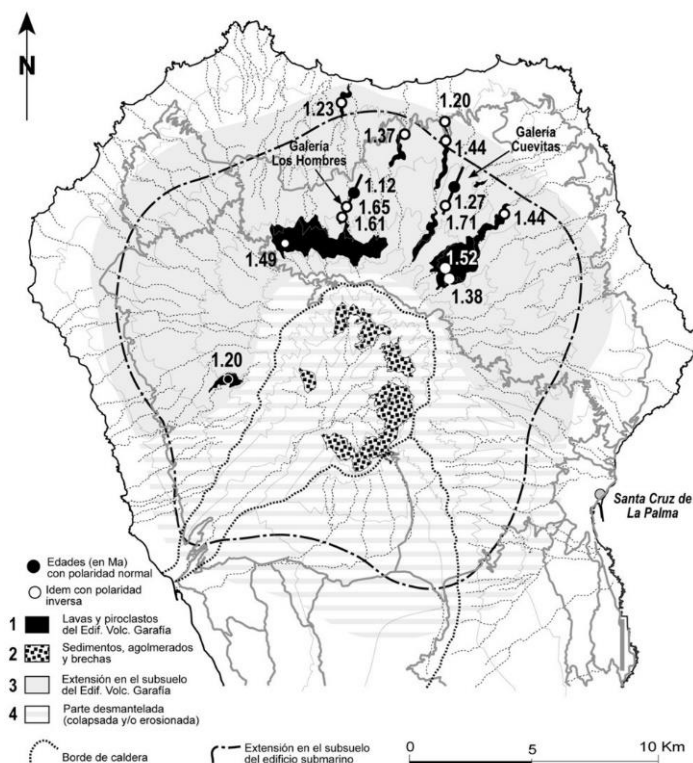 N
1.23
1.20
1.37
Galería
Los Hombres
1.44
Galería
Cuevitas
1.12
1.65
1.61
1.27
1.71
1.44
1.49
1.52
1.38
1.20
Santa Cruz de
La Palma
Edades (en Ma)
con polaridad normal
Idem con polaridad
inversa
1 Lavas y piroclastos
del Edif. Volc. Garafía
2 Sedimentos, agolmerados
y brechas
3 Extensión en el subsuelo
del Edif. Volc. Garafía
4 Parte desmantelada
(colapsada y/o erosionada)
Borde de caldera
Extensión en el subsuelo
del edificio submarino
0 5 10 Km